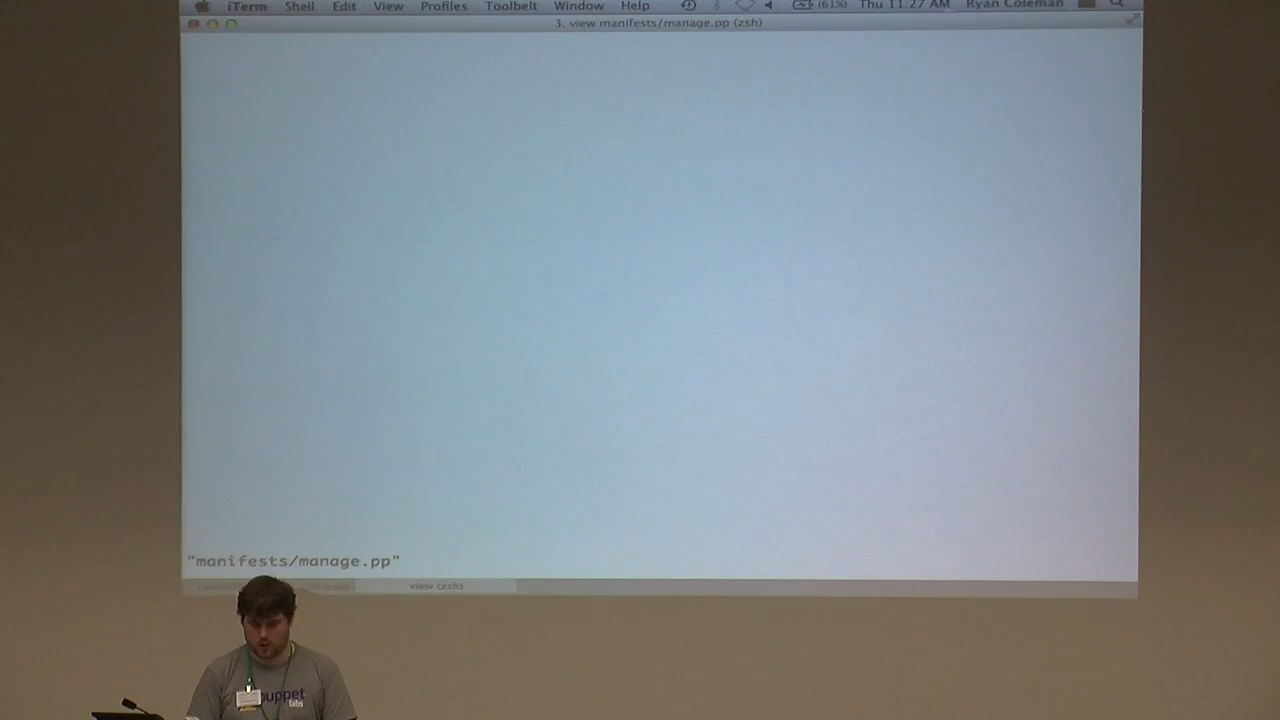 iTerm Shell Edit View Profiles Toolbelt Window Help (61%) Thu 11:27 AM Ryan Coleman
3. view manifests/manage.pp (zsh)
"manifests/manage.pp"
view (zsh)
puppet
labs